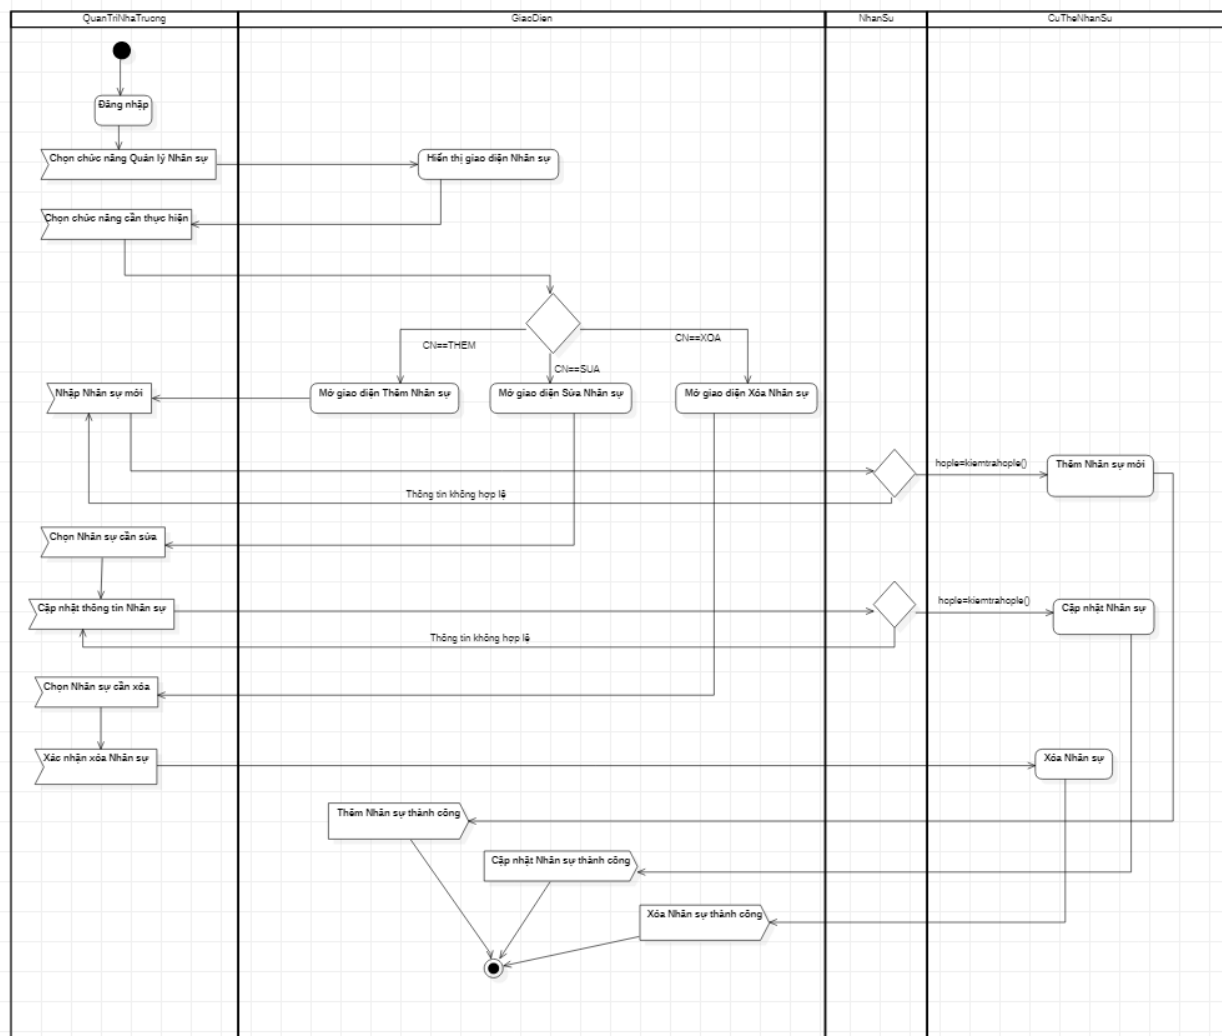 QuanTriNhaTruong
GiaoDien
NhanSu
CuTheNhanSu
Đăng nhập
Chọn chức năng Quản lý Nhân sự
Hiển thị giao diện Nhân sự
Chọn chức năng cần thực hiện
CN==THEM
CN==XOA
CN==SUA
Nhập Nhân sự mới
Mở giao diện Thêm Nhân sự
Mở giao diện Sửa Nhân sự
Mở giao diện Xóa Nhân sự
hople=kiemtrahople()
Thêm Nhân sự mới
Thông tin không hợp lệ
Chọn Nhân sự cần sửa
Cập nhật thông tin Nhân sự
hople=kiemtrahople()
Cập nhật Nhân sự
Thông tin không hợp lệ
Chọn Nhân sự cần xóa
Xác nhận xóa Nhân sự
Xóa Nhân sự
Thêm Nhân sự thành công
Cập nhật Nhân sự thành công
Xóa Nhân sự thành công